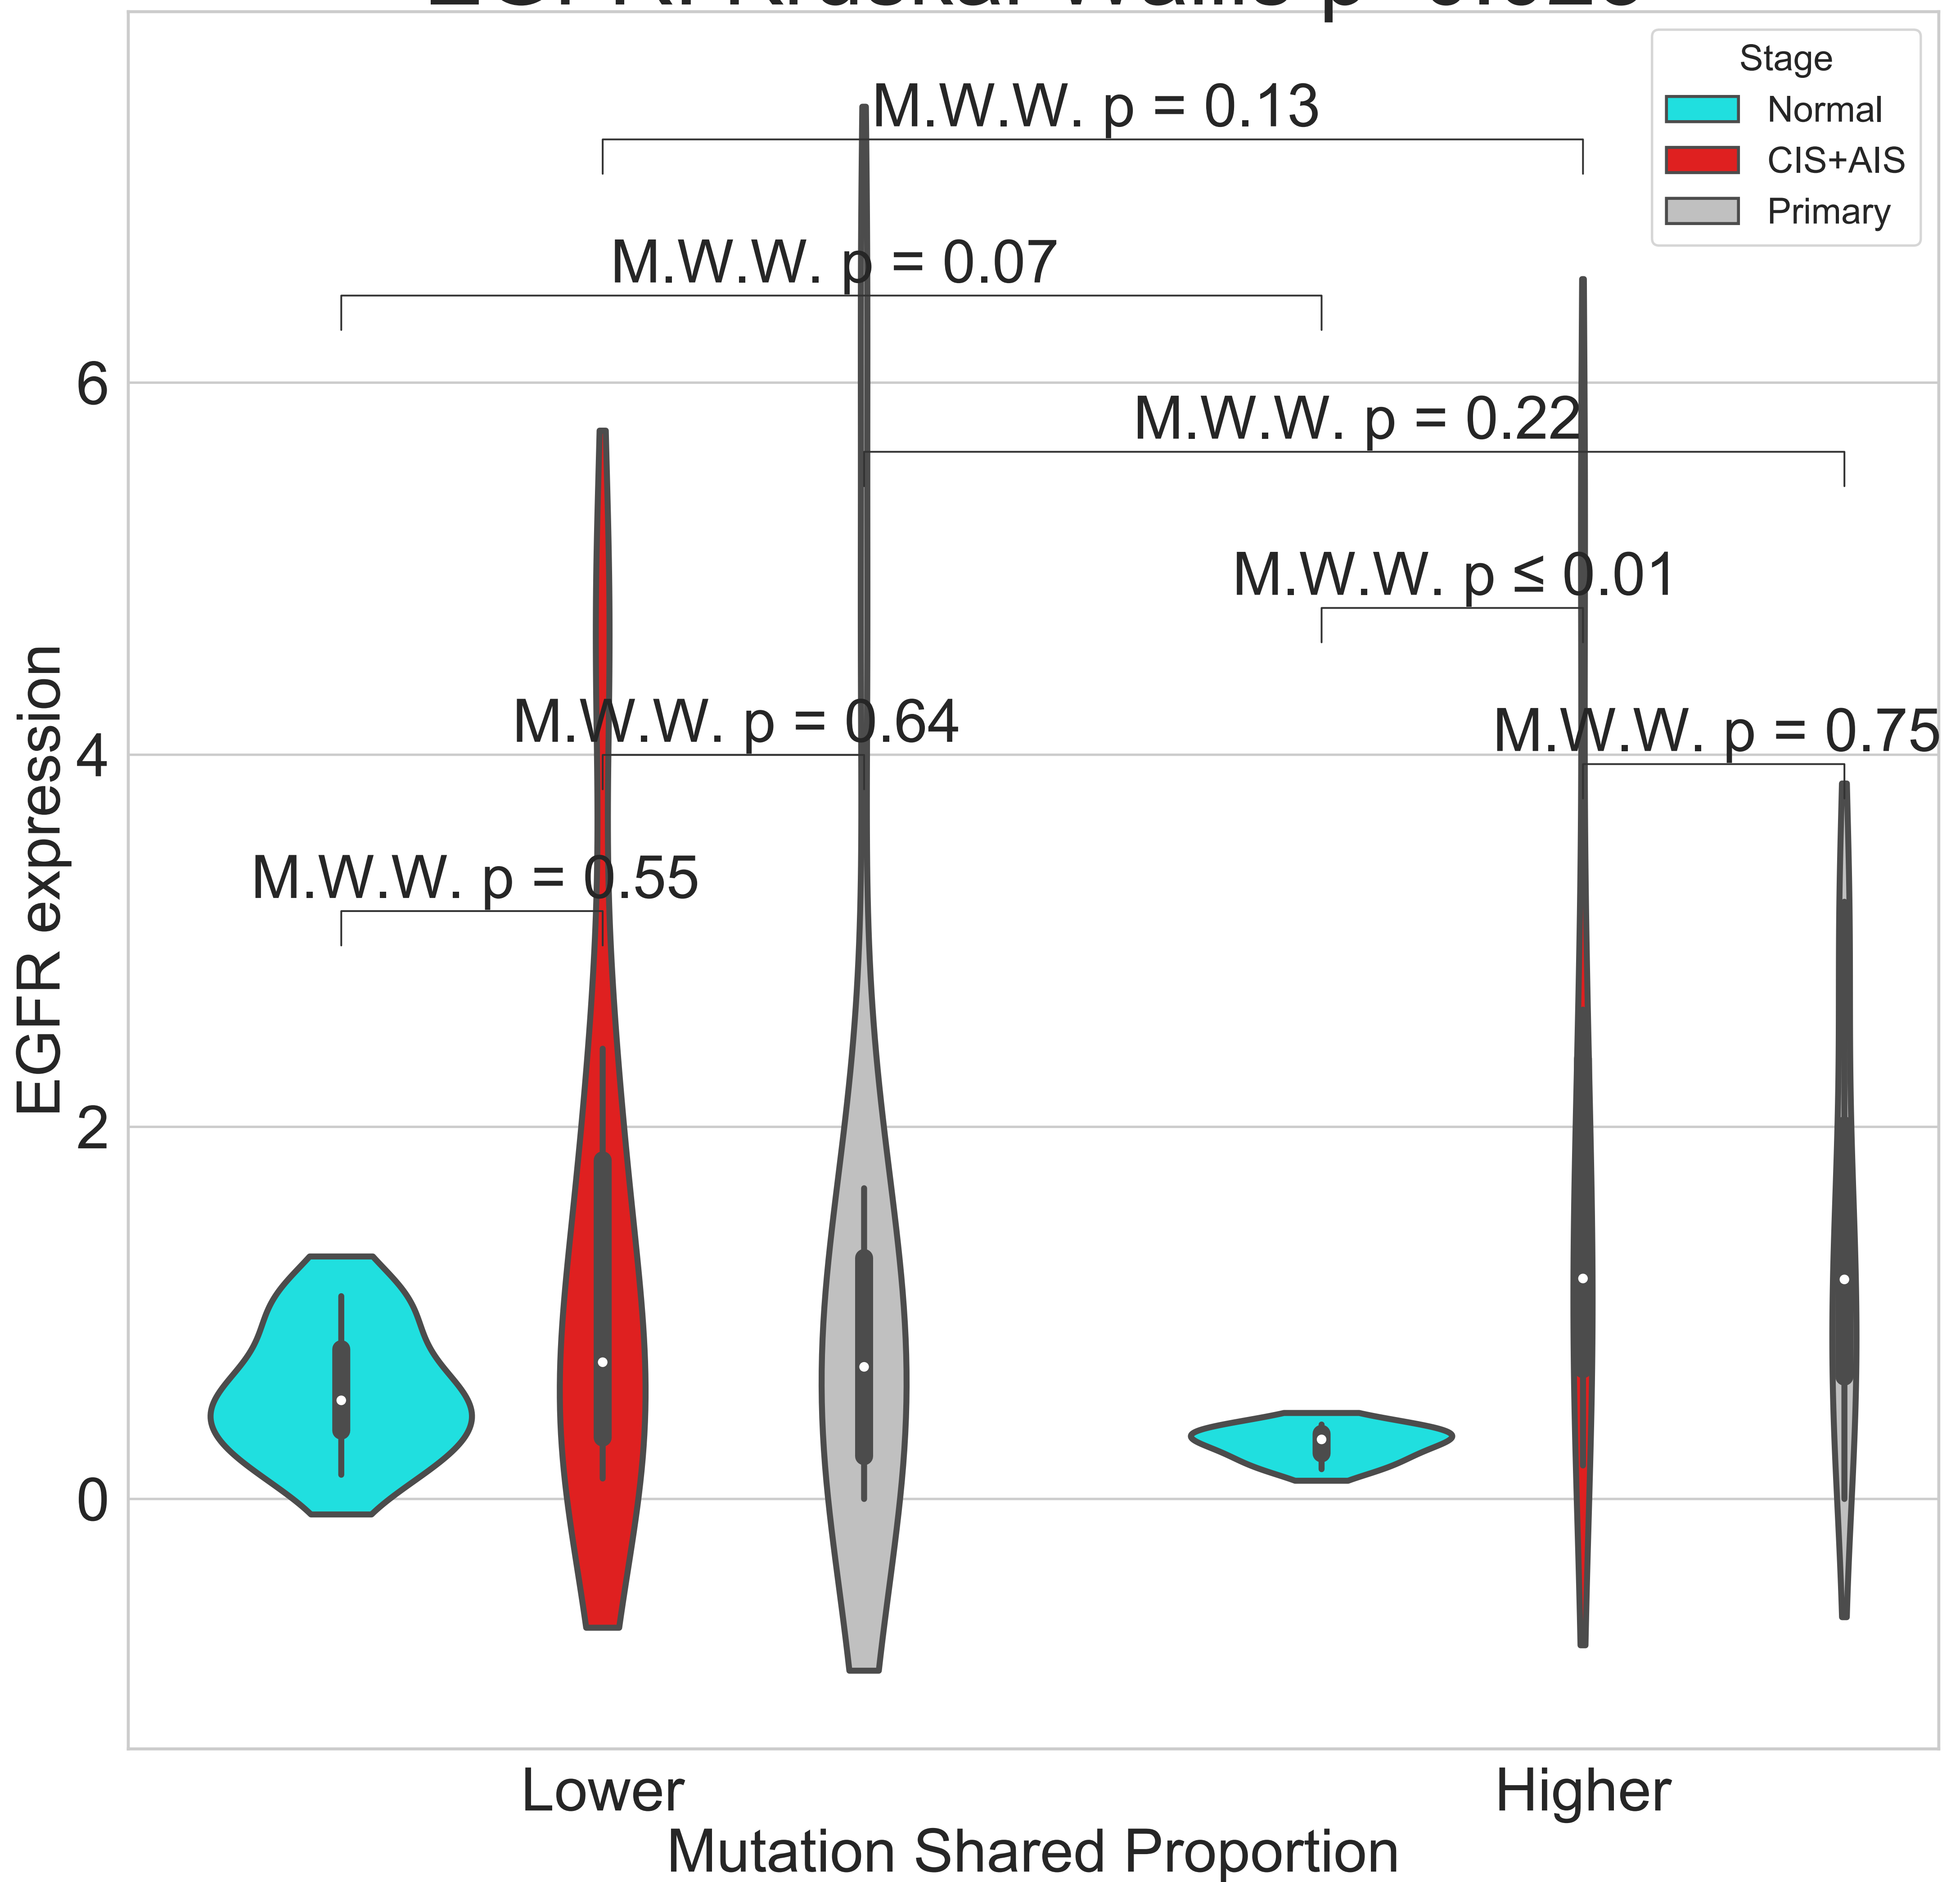 Stage
Normal
CIS+AIS
Primary
M.W.W. p = 0.13
M.W.W. p = 0.07
M.W.W. p = 0.22
M.W.W. p ≤ 0.01
M.W.W. p = 0.64
M.W.W. p = 0.75
M.W.W. p = 0.55
EGFR expression
6
4
2
0
Lower
Higher
Mutation Shared Proportion